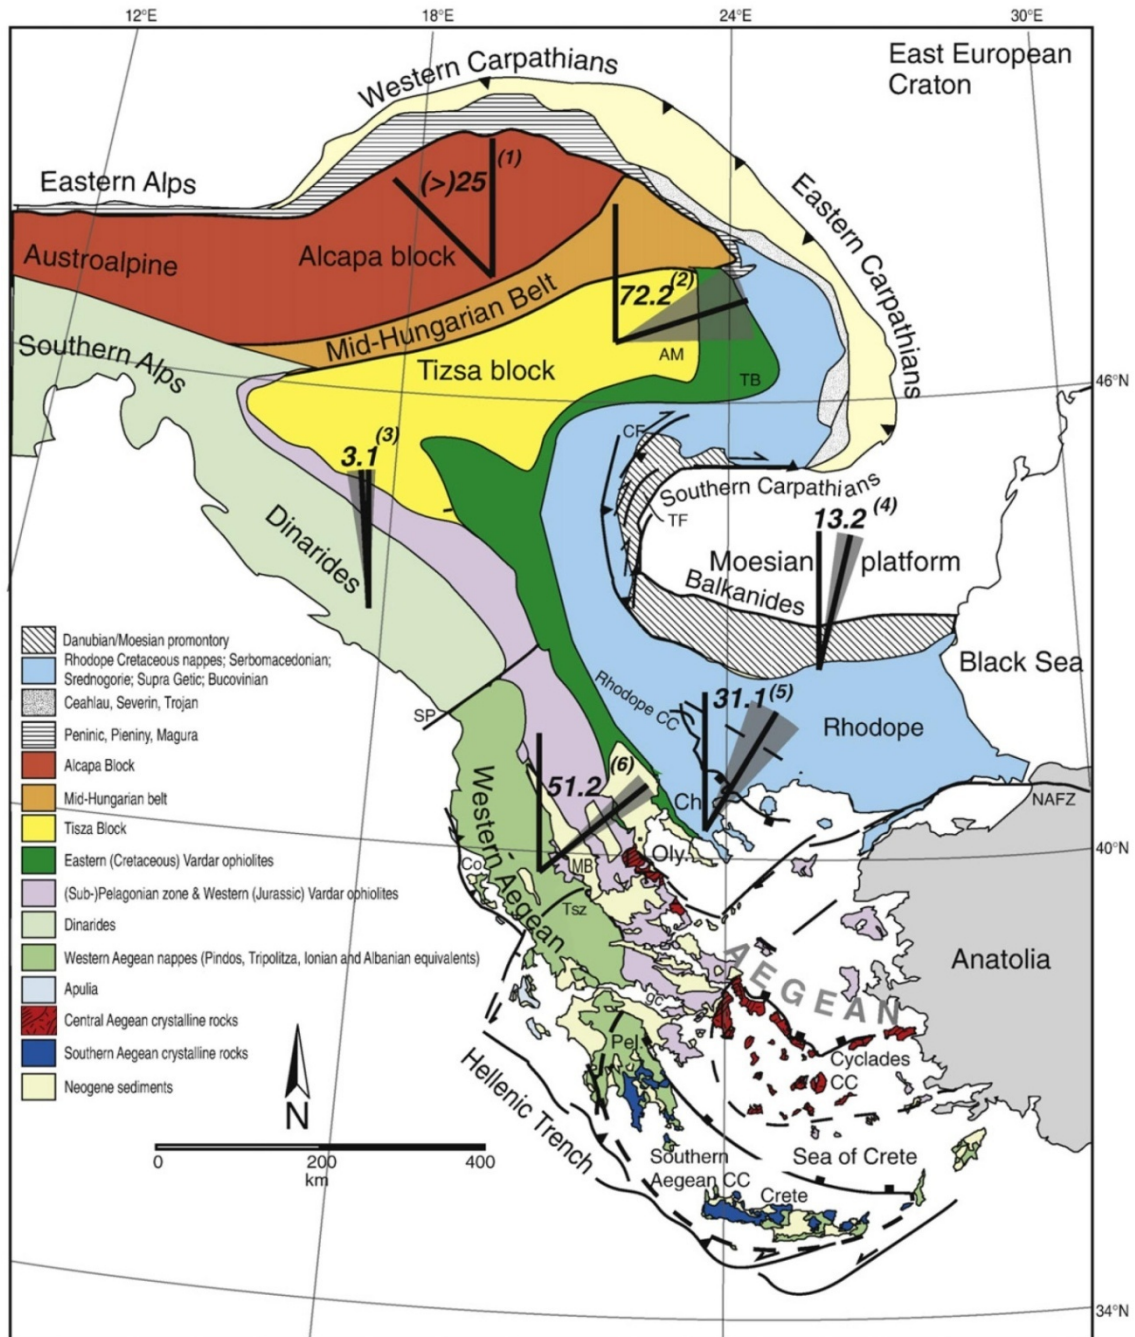 12°E 18°E 24°E 30°E
East European
Craton
Western Carpathians
Eastern Alps
(>)25 (1)
Eastern Carpathians
Austroalpine
Alcapa block
Mid-Hungarian Belt
72.2 (2)
Southern Alps
Tizsa block
AM
TB
46°N
3.1 (3)
CF
Southern Carpathians
TF
13.2 (4)
Dinarides
Moesian platform
Balkanides
Black Sea
Rhodope CC
31.1 (5)
Rhodope
SP
51.2 (6)
Ch
NAFZ
Western Aegean
Oly.
40°N
Co
MB
Tsz
AEGEAN
Anatolia
gc
Pel.
Cyclades
CC
Hellenic Trench
Southern
Aegean CC
Sea of Crete
Crete
34°N
Danubian/Moesian promontory
Rhodope Cretaceous nappes; Serbomacedonian;
Srednogorie; Supra Getic; Bucovinian
Ceahlau, Severin, Trojan
Peninic, Pieniny, Magura
Alcapa Block
Mid-Hungarian belt
Tisza Block
Eastern (Cretaceous) Vardar ophiolites
(Sub-)Pelagonian zone & Western (Jurassic) Vardar ophiolites
Dinarides
Western Aegean nappes (Pindos, Tripolitza, Ionian and Albanian equivalents)
Apulia
Central Aegean crystalline rocks
Southern Aegean crystalline rocks
Neogene sediments
N
0 200 400
km